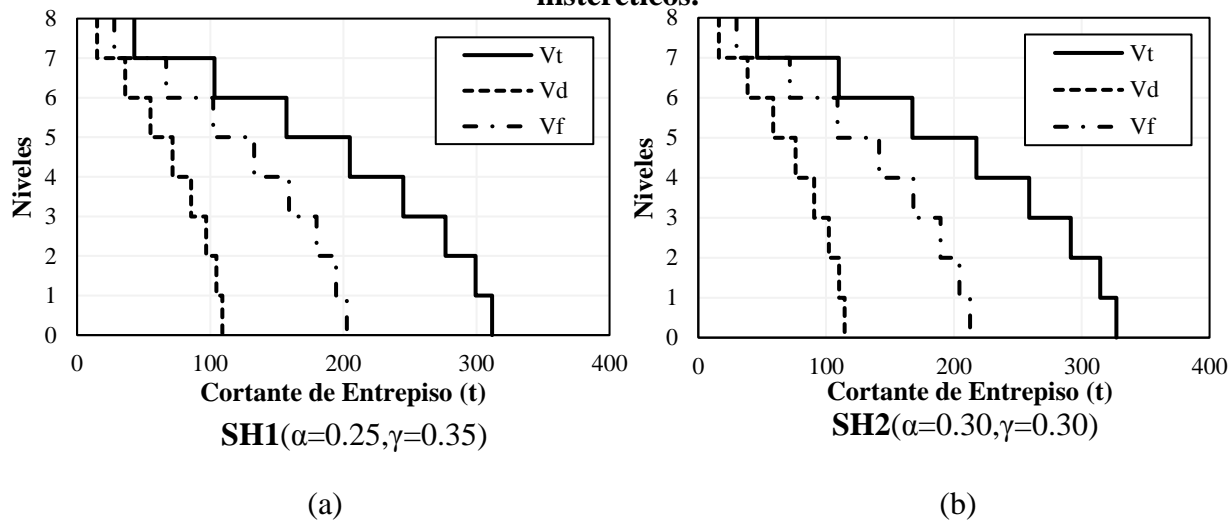 histeréticos.
8
7
6
5
4
3
2
1
0
Niveles
Vt
Vd
Vf
0 100 200 300 400
Cortante de Entrepiso (t)
SH1(α=0.25,γ=0.35)
(a)
8
7
6
5
4
3
2
1
0
Niveles
Vt
Vd
Vf
0 100 200 300 400
Cortante de Entrepiso (t)
SH2(α=0.30,γ=0.30)
(b)